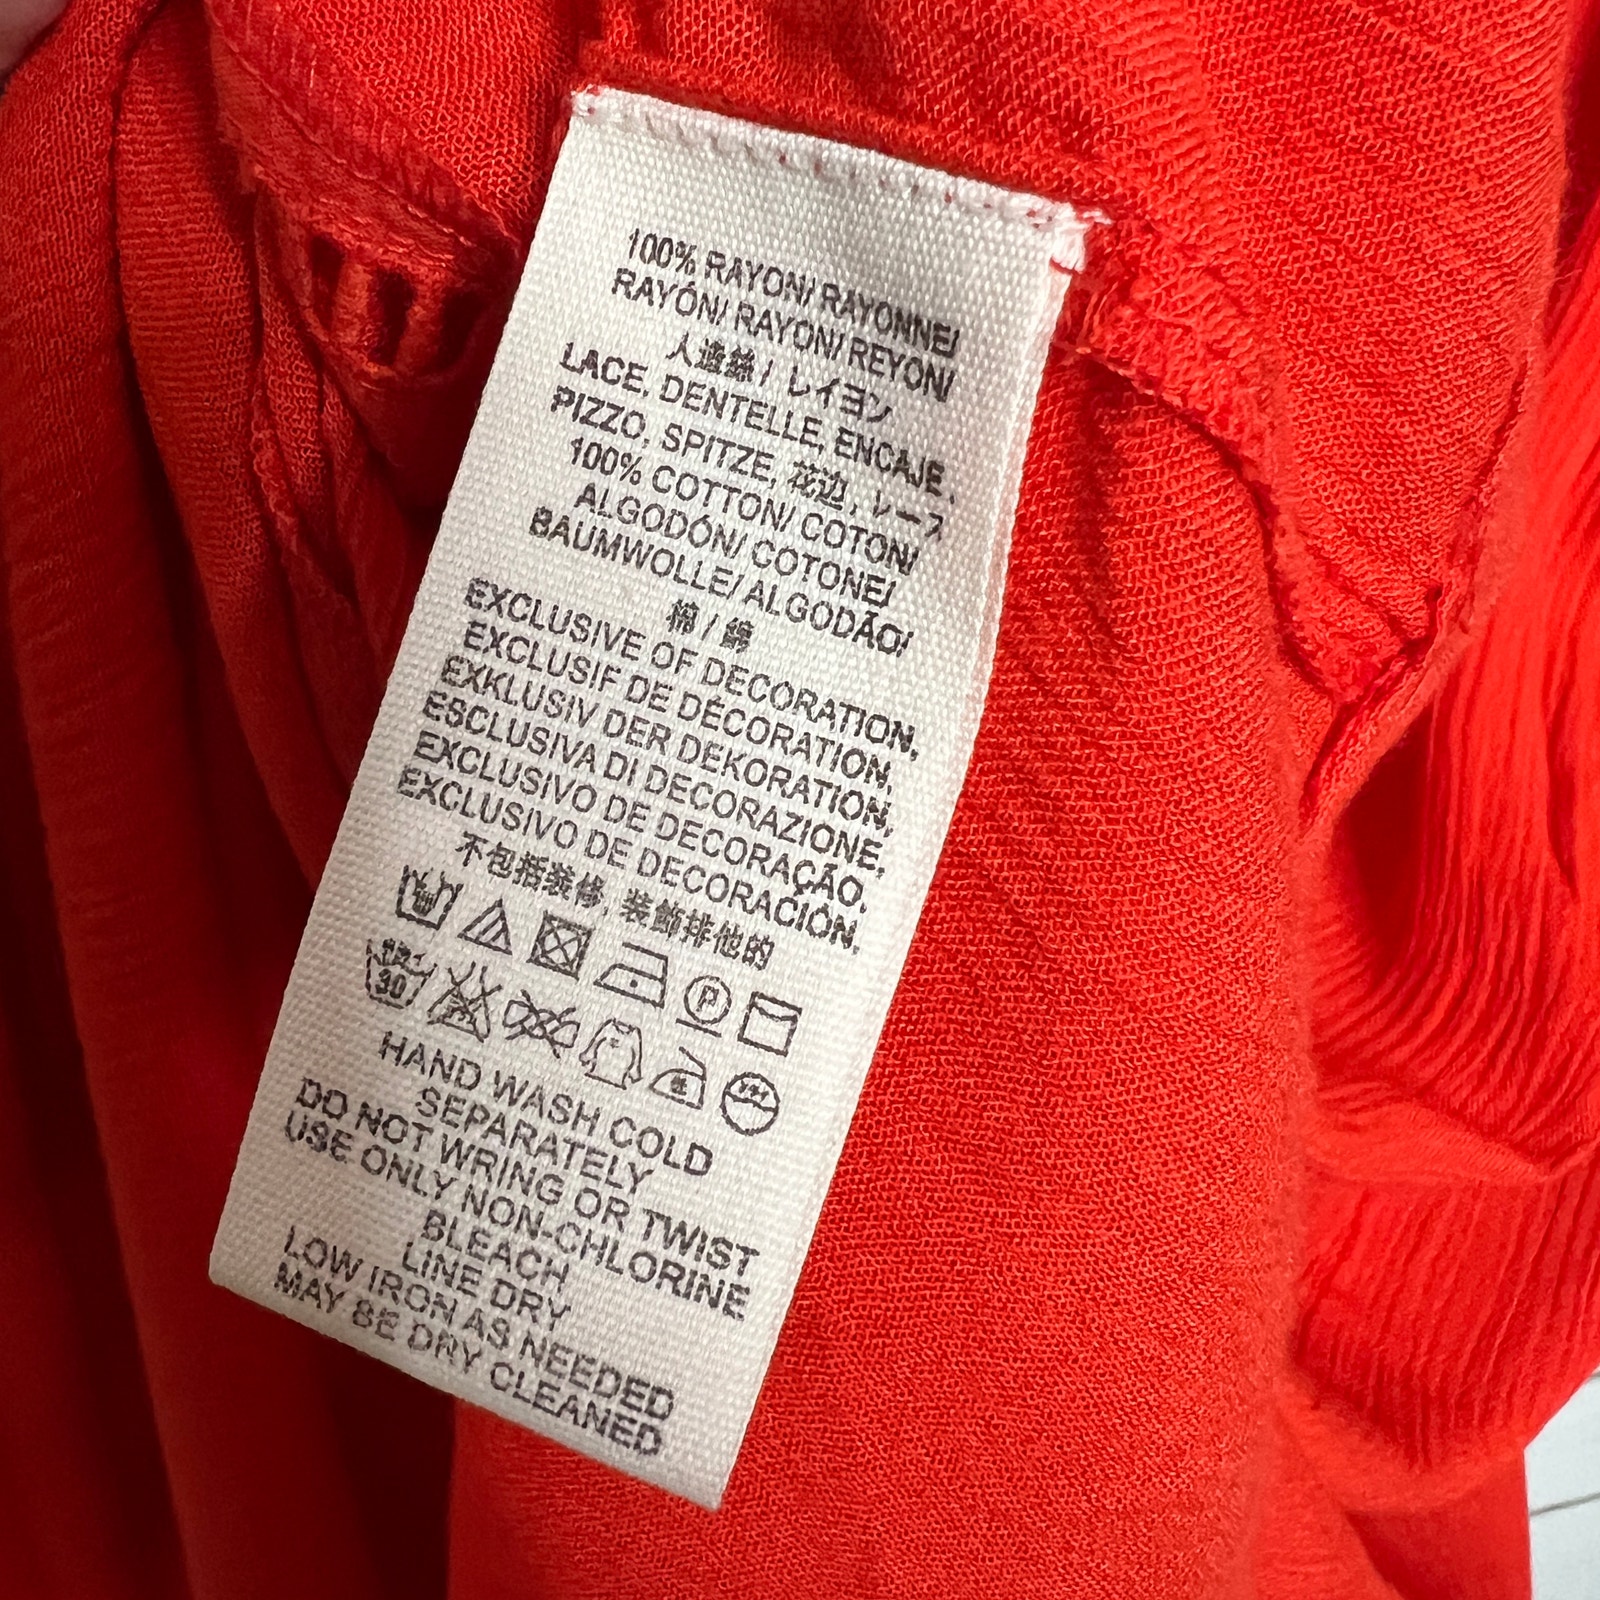 100% RAYON/ RAYONNE/
RAYÓN/ RAYON/ REYON/
人造絲 / レイヨン
LACE, DENTELLE, ENCAJE,
PIZZO, SPITZE, 花边, レース
100% COTTON/ COTON/
ALGODÓN/ COTONE/
BAUMWOLLE/ ALGODÃO/
棉 / 綿
EXCLUSIVE OF DECORATION,
EXCLUSIF DE DÉCORATION,
EXKLUSIV DER DEKORATION,
ESCLUSIVA DI DECORAZIONE,
EXCLUSIVO DE DECORAÇÃO,
EXCLUSIVO DE DECORACIÓN,
不包括装修, 装飾排他的
P
30
HAND WASH COLD
SEPARATELY
DO NOT WRING OR TWIST
USE ONLY NON-CHLORINE
BLEACH
LINE DRY
LOW IRON AS NEEDED
MAY BE DRY CLEANED